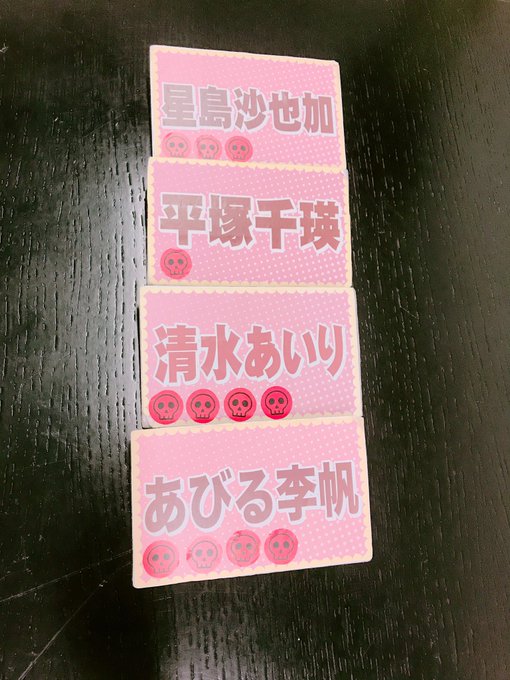 星島沙也加
平塚千瑛
清水あいり
あびる李帆